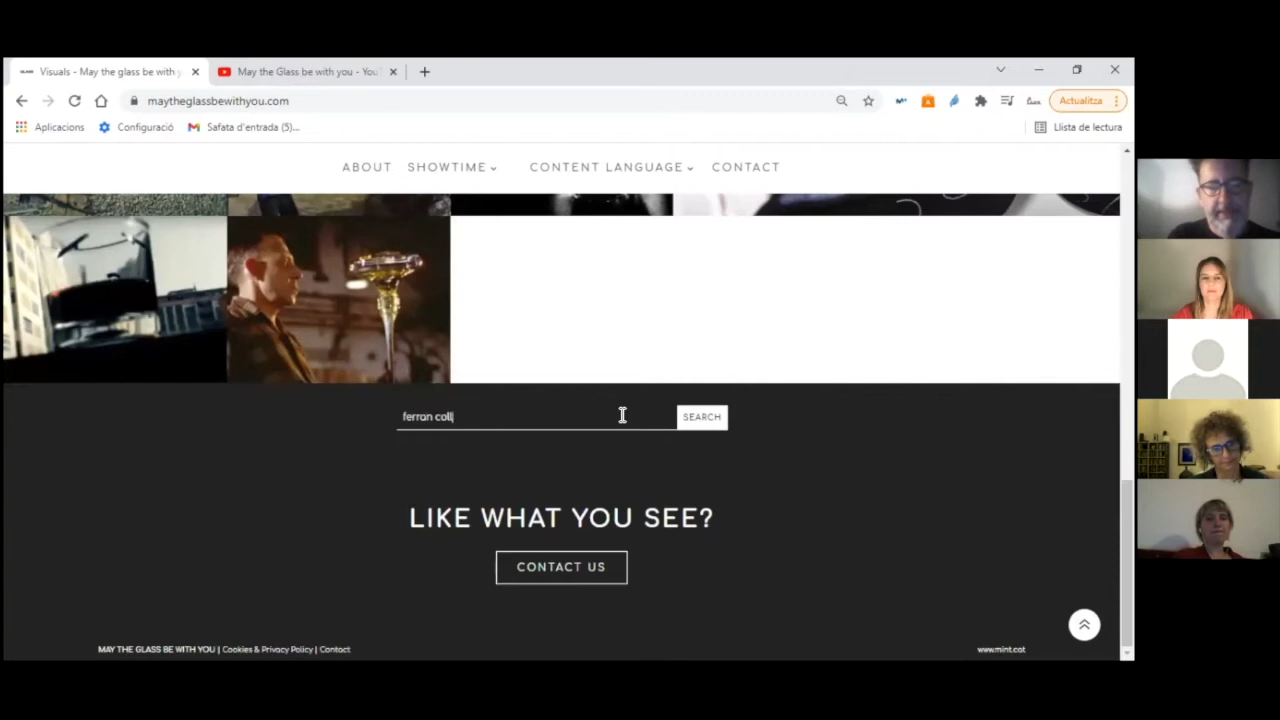 Visuals - May the glass be with y
May the Glass be with you - You
maytheglassbewithyou.com
Actualitza
Aplicacions
Configuració
Safata d'entrada (5)...
Llista de lectura
ABOUT SHOWTIME CONTENT LANGUAGE CONTACT
ferran coll
SEARCH
LIKE WHAT YOU SEE?
CONTACT US
MAY THE GLASS BE WITH YOU | Cookies & Privacy Policy | Contact
www.mint.cat